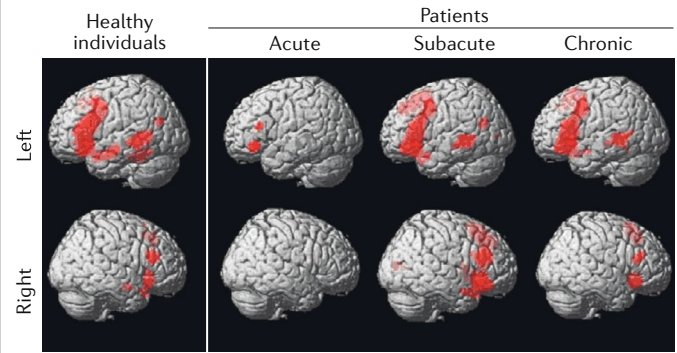 Healthy
individuals
Patients
Acute
Subacute
Chronic
Left
Right